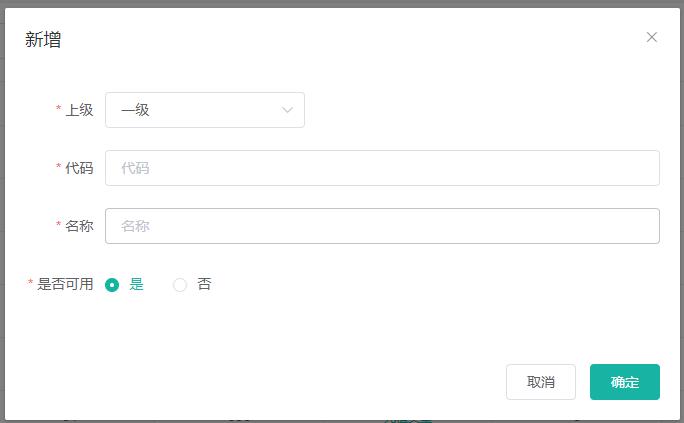 新增
* 上级 一级
* 代码 代码
* 名称 名称
* 是否可用 是 否
取消 确定